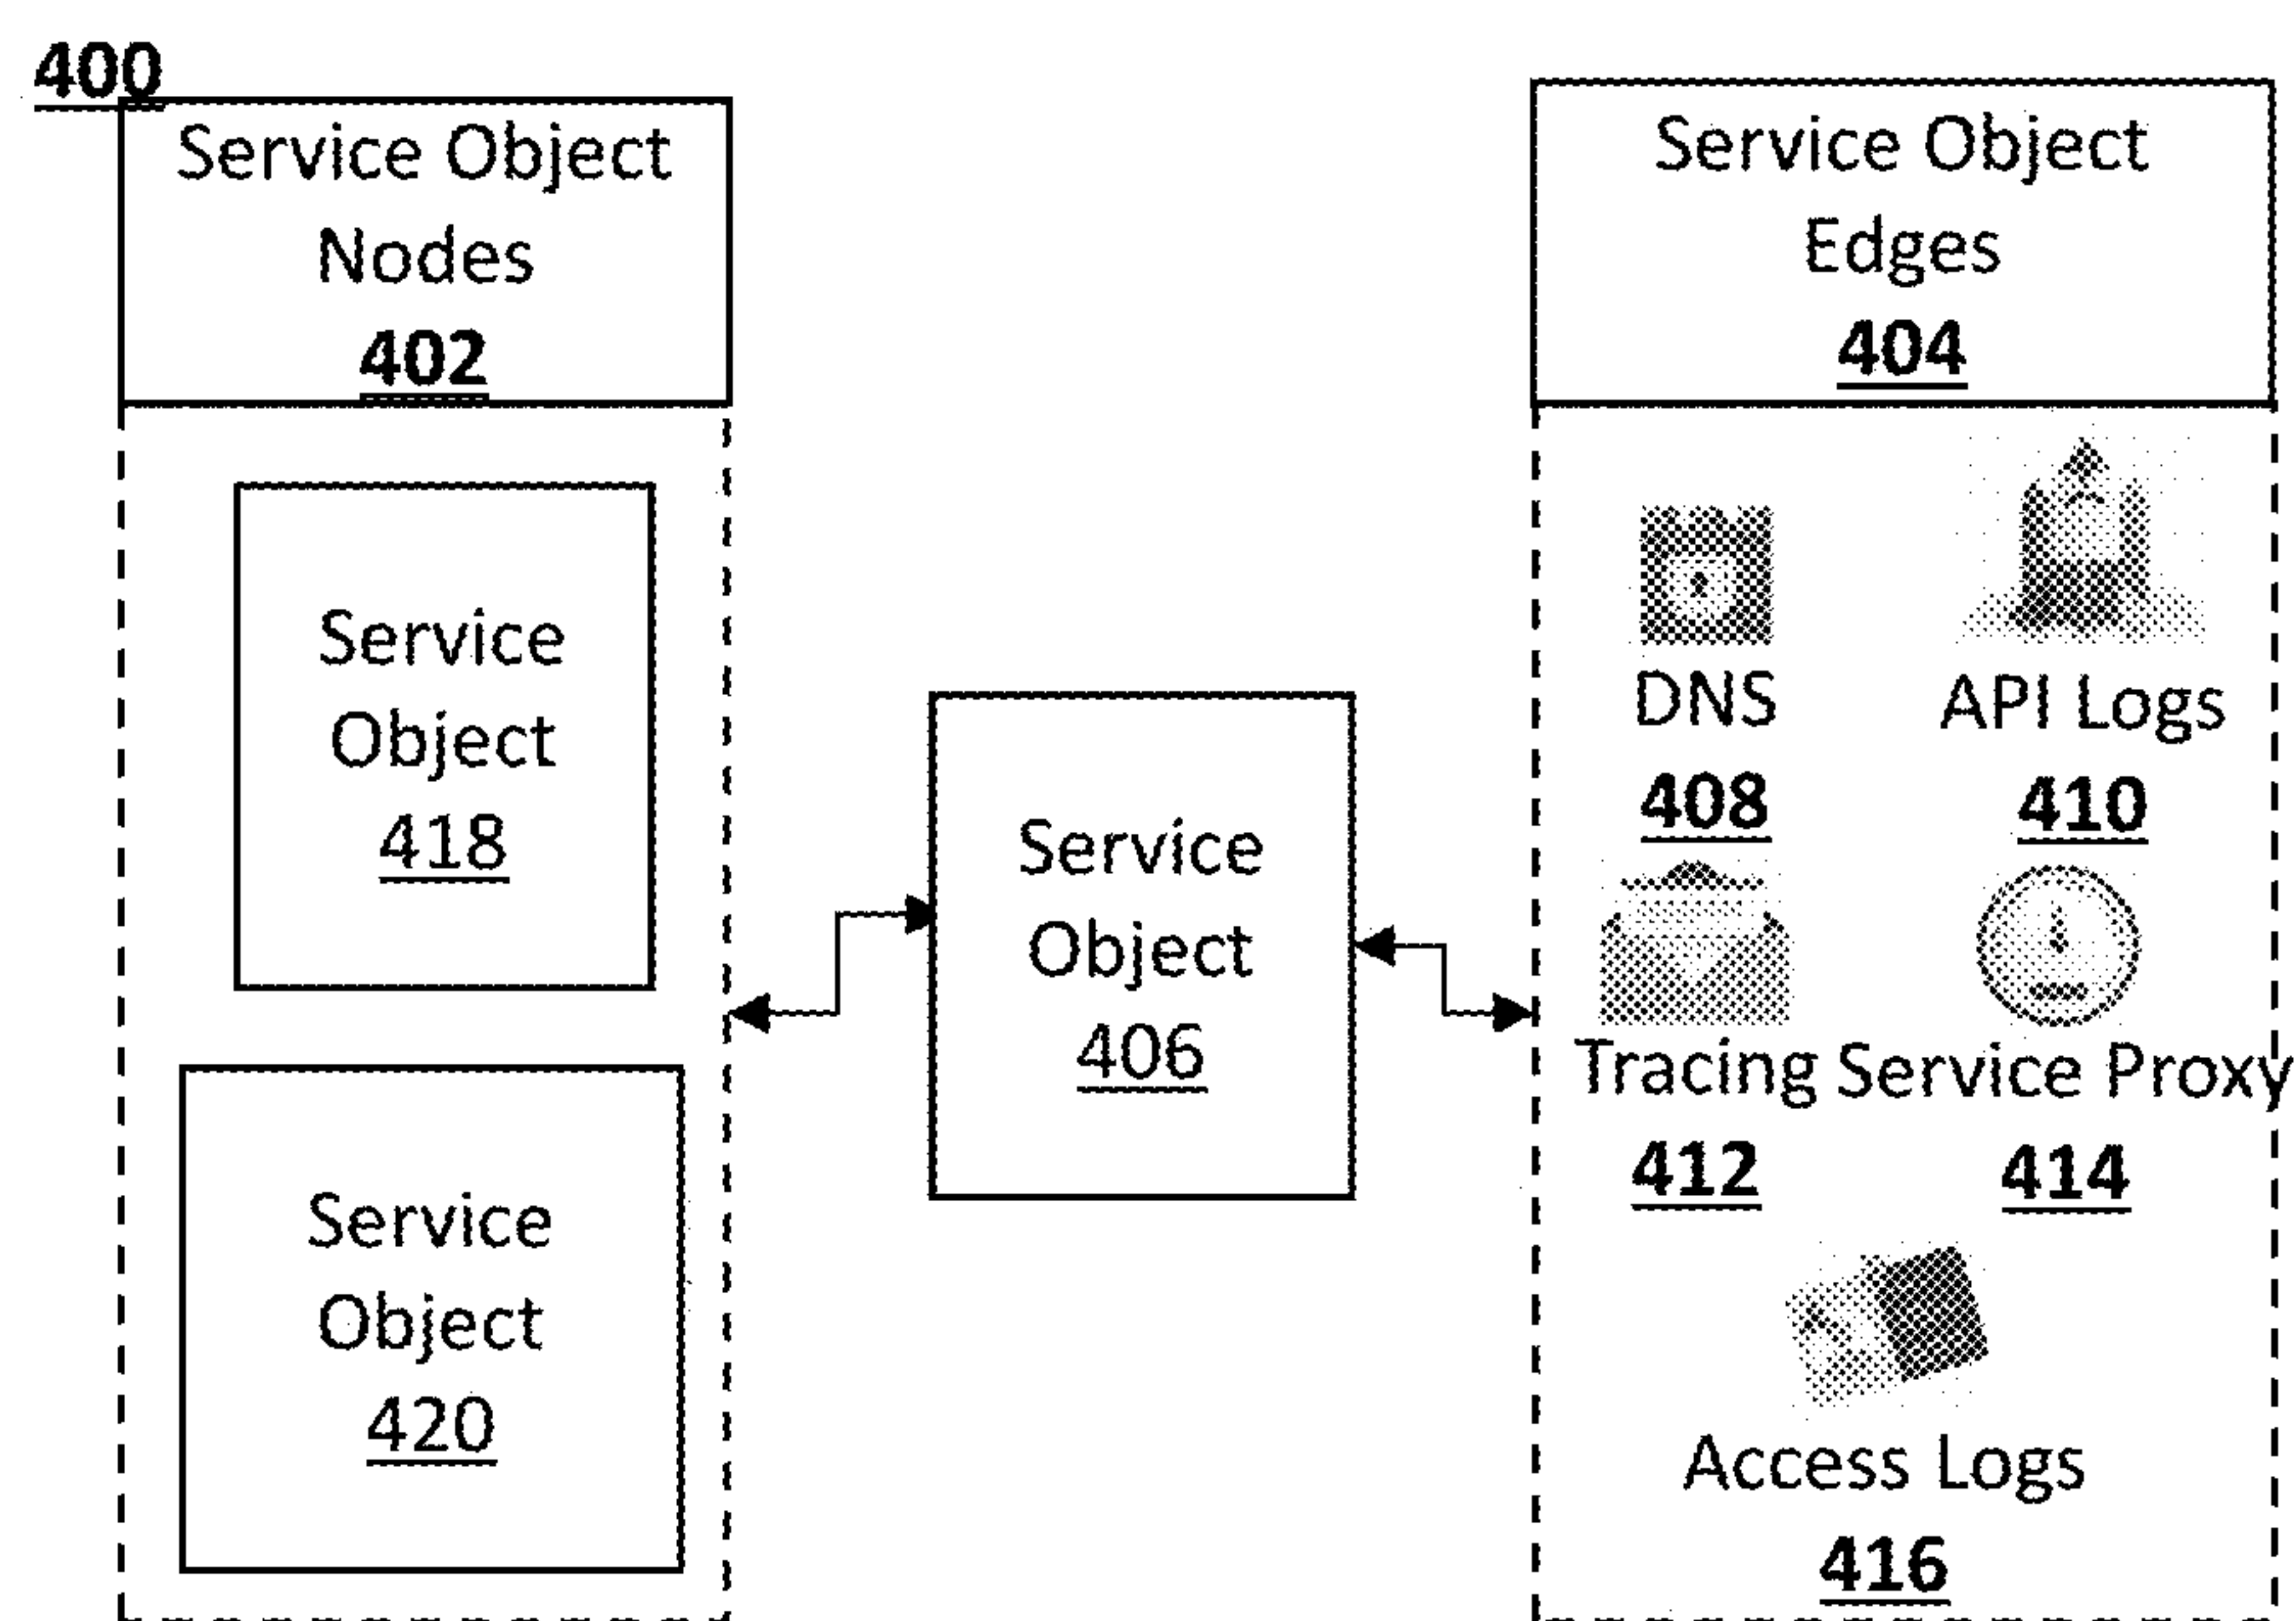 400
Service Object
Nodes
402
Service Object
418
Service
Object
420
Service
Object
406
Service Object
Edges
404
DNS
408
API Logs
410
Tracing
412
Service Proxy
414
Access Logs
416